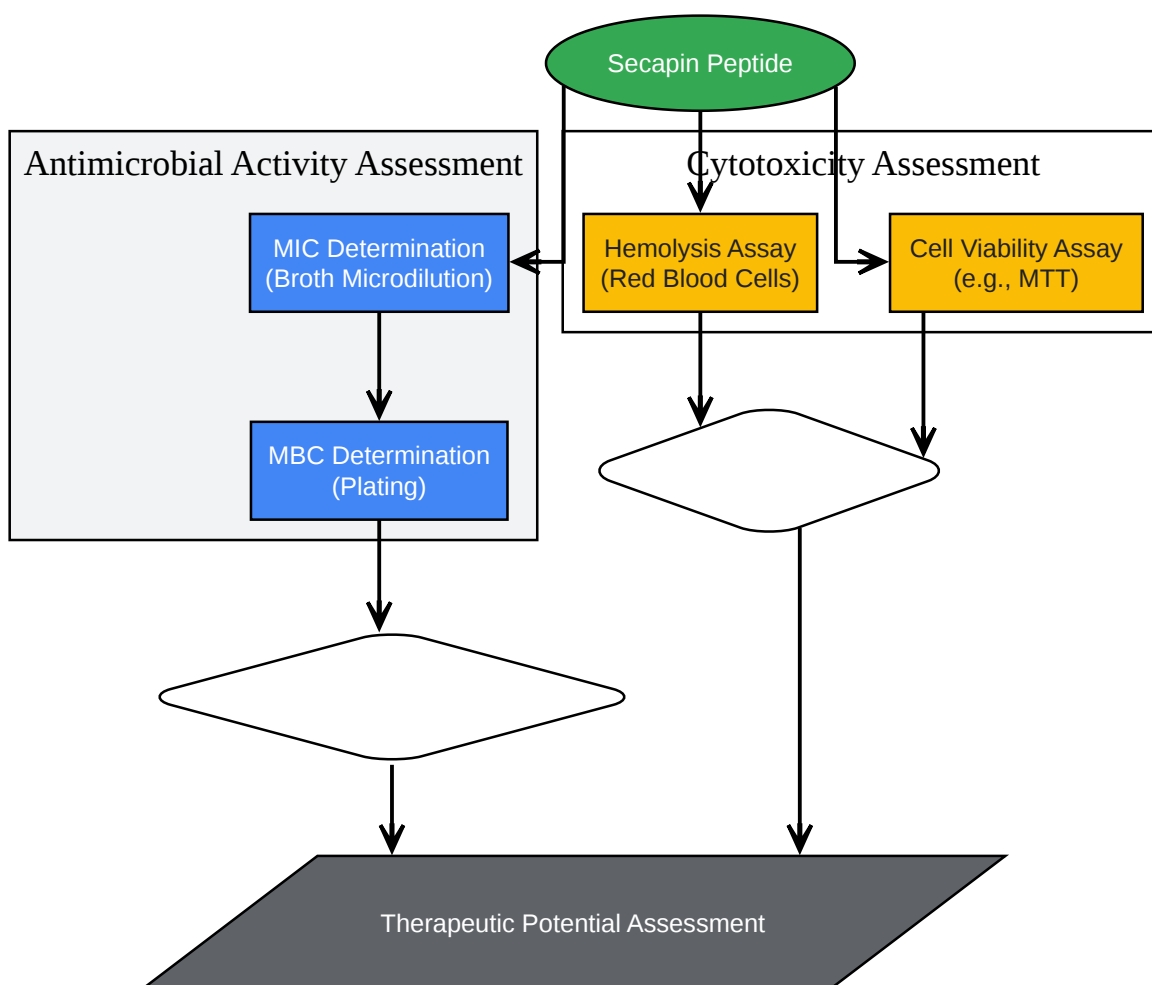 Secapin Peptide
Antimicrobial Activity Assessment
Cytotoxicity Assessment
MIC Determination
(Broth Microdilution)
Hemolysis Assay
(Red Blood Cells)
Cell Viability Assay
(e.g., MTT)
MBC Determination
(Plating)
Therapeutic Potential Assessment